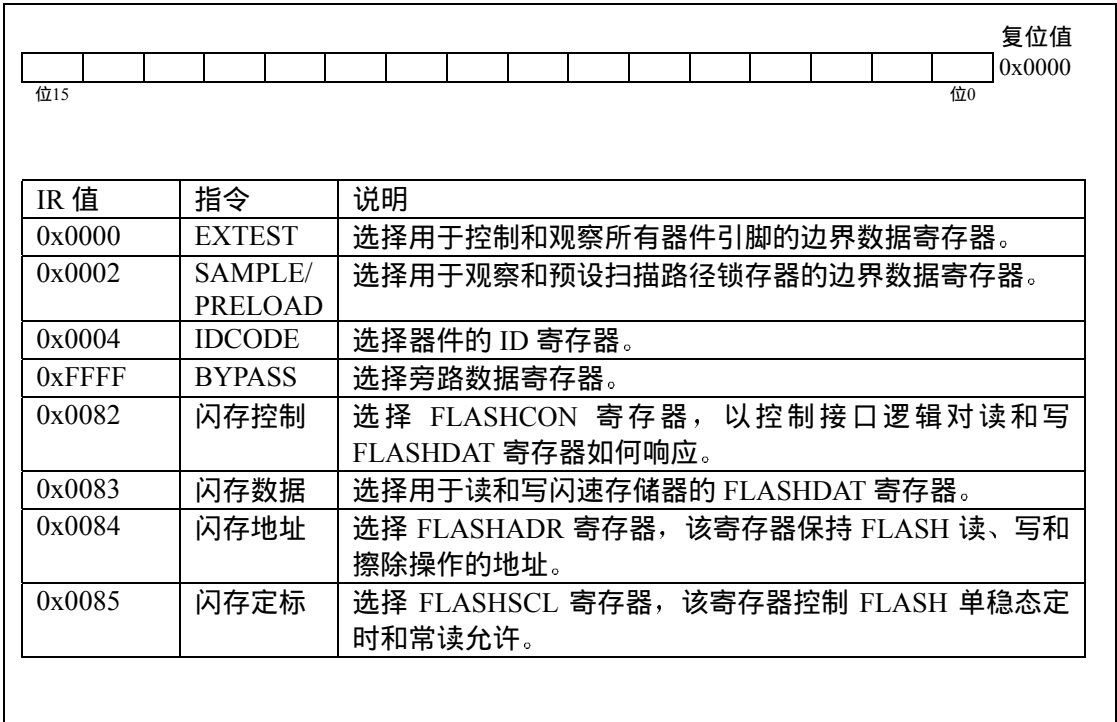 复位值
0x0000
位15 位0
IR 值 指令 说明
0x0000 EXTEST 选择用于控制和观察所有器件引脚的边界数据寄存器。
0x0002 SAMPLE/ 选择用于观察和预设扫描路径锁存器的边界数据寄存器。
PRELOAD
0x0004 IDCODE 选择器件的 ID 寄存器。
0xFFFF BYPASS 选择旁路数据寄存器。
0x0082 闪存控制 选择 FLASHCON 寄存器，以控制接口逻辑对读和写
FLASHDAT 寄存器如何响应。
0x0083 闪存数据 选择用于读和写闪速存储器的 FLASHDAT 寄存器。
0x0084 闪存地址 选择 FLASHADR 寄存器，该寄存器保持 FLASH 读、写和
擦除操作的地址。
0x0085 闪存定标 选择 FLASHSCL 寄存器，该寄存器控制 FLASH 单稳态定
时和常读允许。